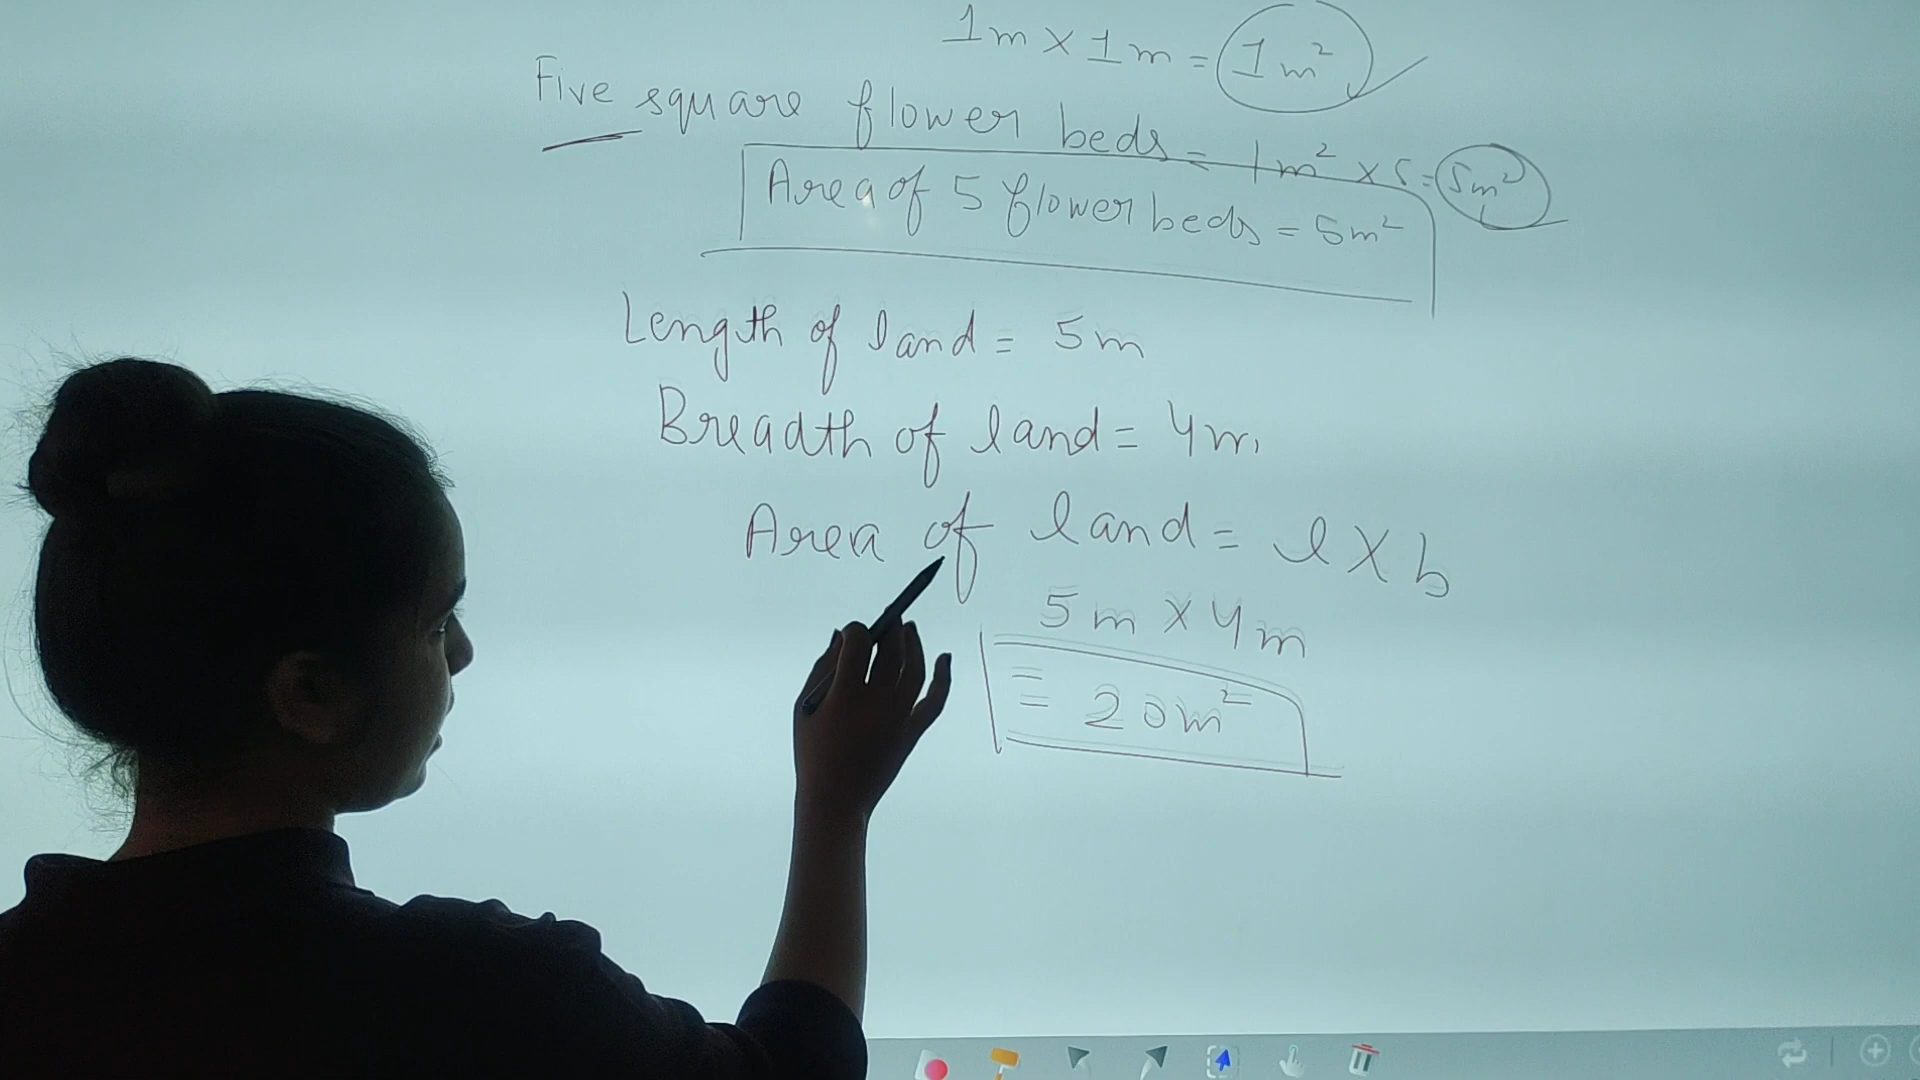 1m × 1m = 1m²
Five square flower beds = 1m² × 5 = 5m²
Area of 5 flower beds = 5m²
Length of land = 5m
Breadth of land = 4m
Area of land = l × b
5m × 4m
= 20m²